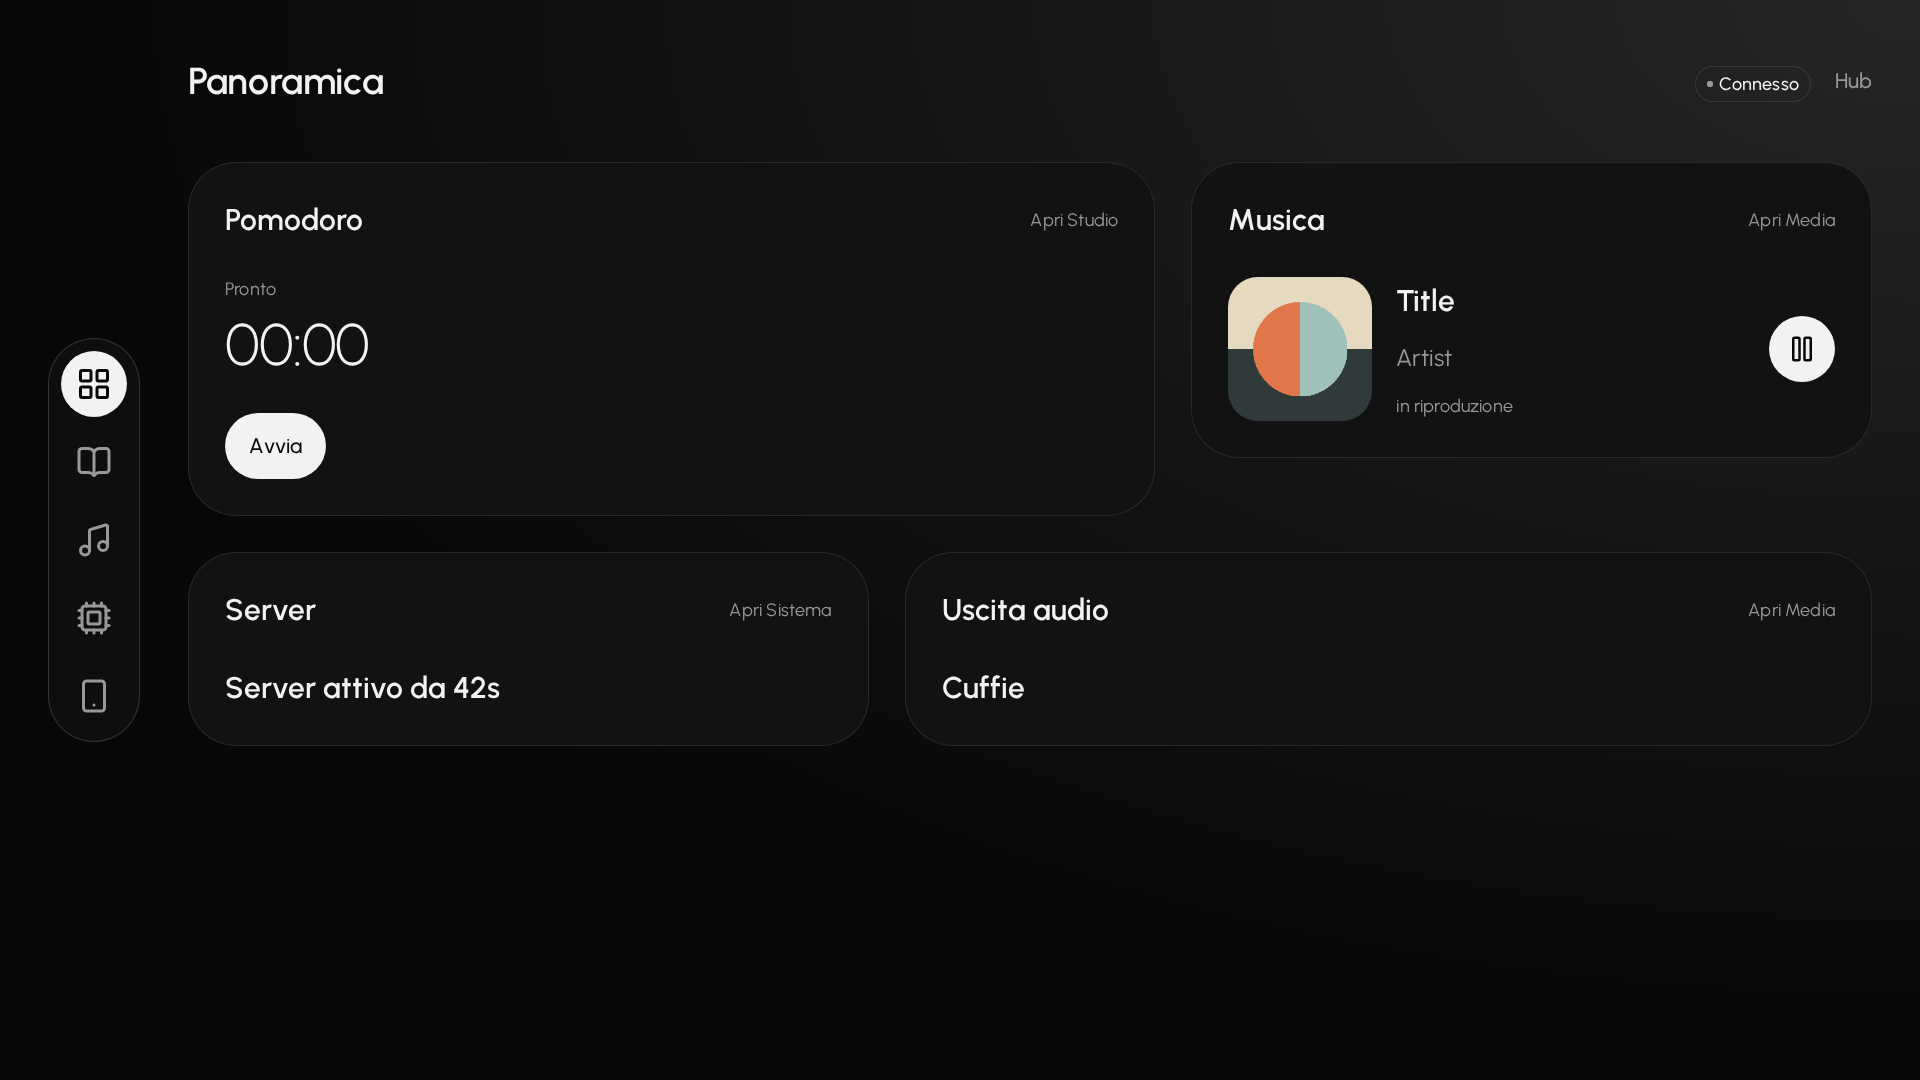 Panoramica
Connesso
Hub
Pomodoro
Apri Studio
Pronto
00:00
Avvia
Musica
Apri Media
Title
Artist
in riproduzione
Server
Apri Sistema
Server attivo da 42s
Uscita audio
Apri Media
Cuffie